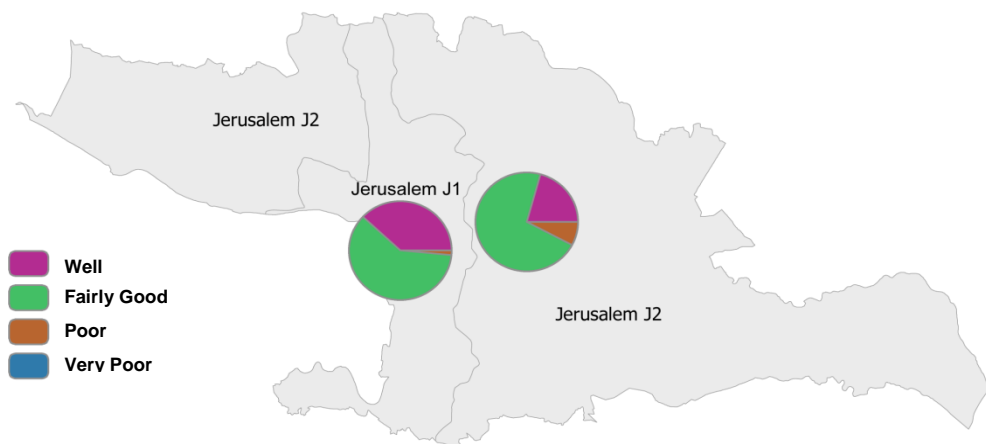 Jerusalem J2
Jerusalem J1
Jerusalem J2
Well
Fairly Good
Poor
Very Poor